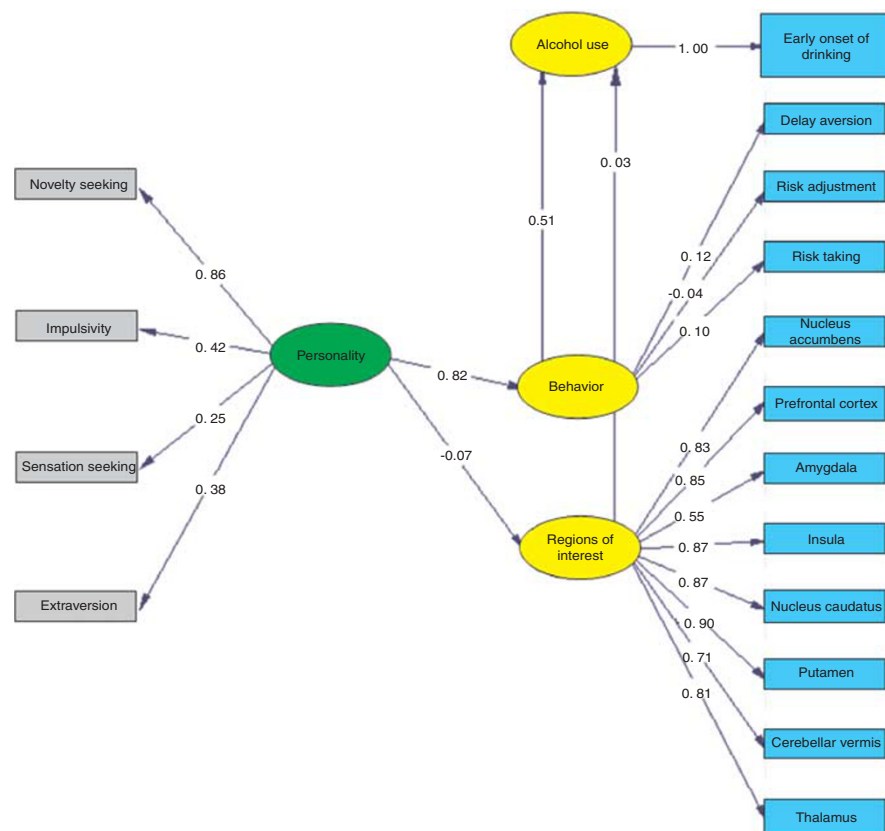 Alcohol use
1.00
Early onset of
drinking
Delay aversion
0.03
Novelty seeking
Risk adjustment
0.51
0.86
0.12
Risk taking
-0.04
0.10
Impulsivity
0.42
Personality
Nucleus
accumbens
0.82
Behavior
0.25
Prefrontal cortex
Sensation seeking
0.38
-0.07
0.83
0.85
Amygdala
0.55
Regions of
interest
0.87
Insula
0.87
Extraversion
Nucleus caudatus
0.90
0.71
Putamen
0.81
Cerebellar vermis
Thalamus